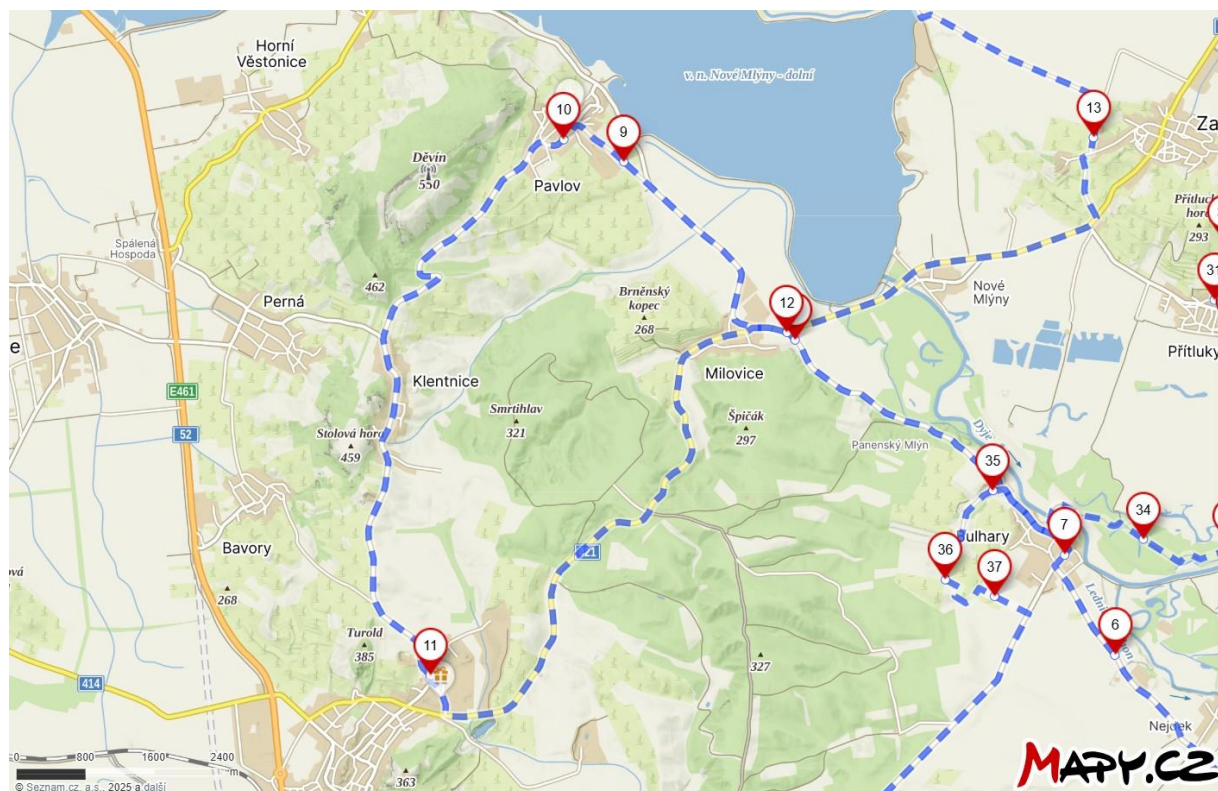 Horní
Věstonice
v. n. Nové Mlýny - dolní
10
13
9
Za
Děvín
550
Pavlov
Přítluc
hora
293
Spálená
Hospoda
462
31
Nové
Mlýny
Perná
Brněnský
kopec
268
12
e
Přítluky
E461
Klentnice
Milovice
Smrtihlav
321
Špičák
297
52
Stolová hora
459
Panenský Mlýn
Dyje
35
34
7
Bulhary
Bavory
36
37
268
Turold
385
11
6
327
414
Nejdek
0 800 1600 2400
m
363
© Seznam.cz, a.s., 2025 a další
MAPY.CZ